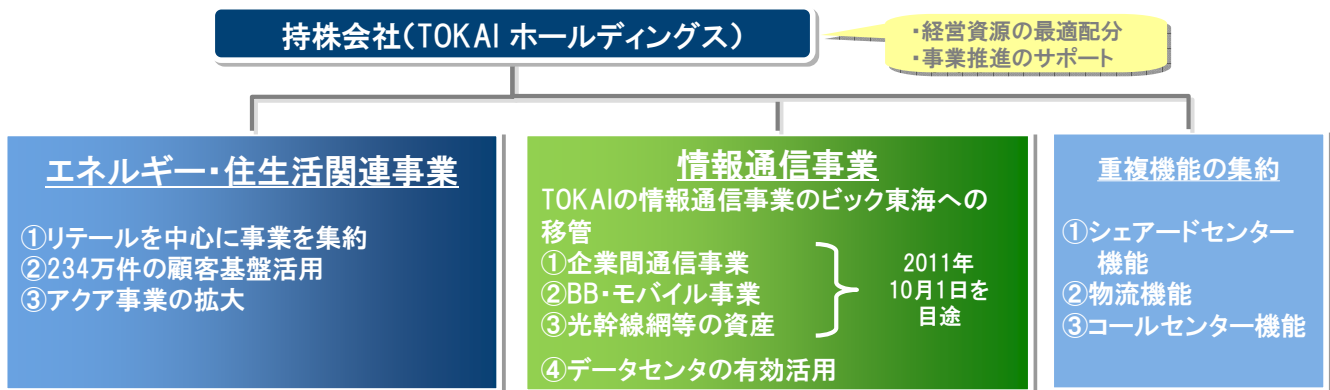 持株会社(TOKAI ホールディングス)
・経営資源の最適配分
・事業推進のサポート
エネルギー・住生活関連事業
①リテールを中心に事業を集約
②234万件の顧客基盤活用
③アクア事業の拡大
情報通信事業
TOKAIの情報通信事業のビック東海への
移管
①企業間通信事業
②BB・モバイル事業
③光幹線網等の資産
2011年
10月1日を
目途
④データセンタの有効活用
重複機能の集約
①シェアードセンター
機能
②物流機能
③コールセンター機能